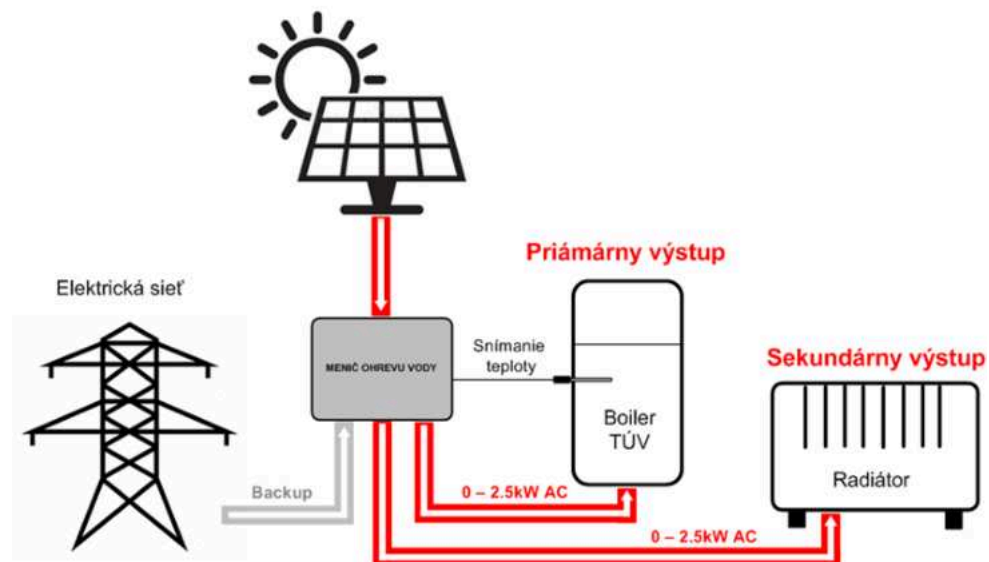 Priámárny výstup
Elektrická sieť
Snímanie
teploty
MENIČ OHREVU VODY
Sekundárny výstup
Boiler
TÚV
Radiátor
Backup
0 – 2.5kW AC
0 – 2.5kW AC